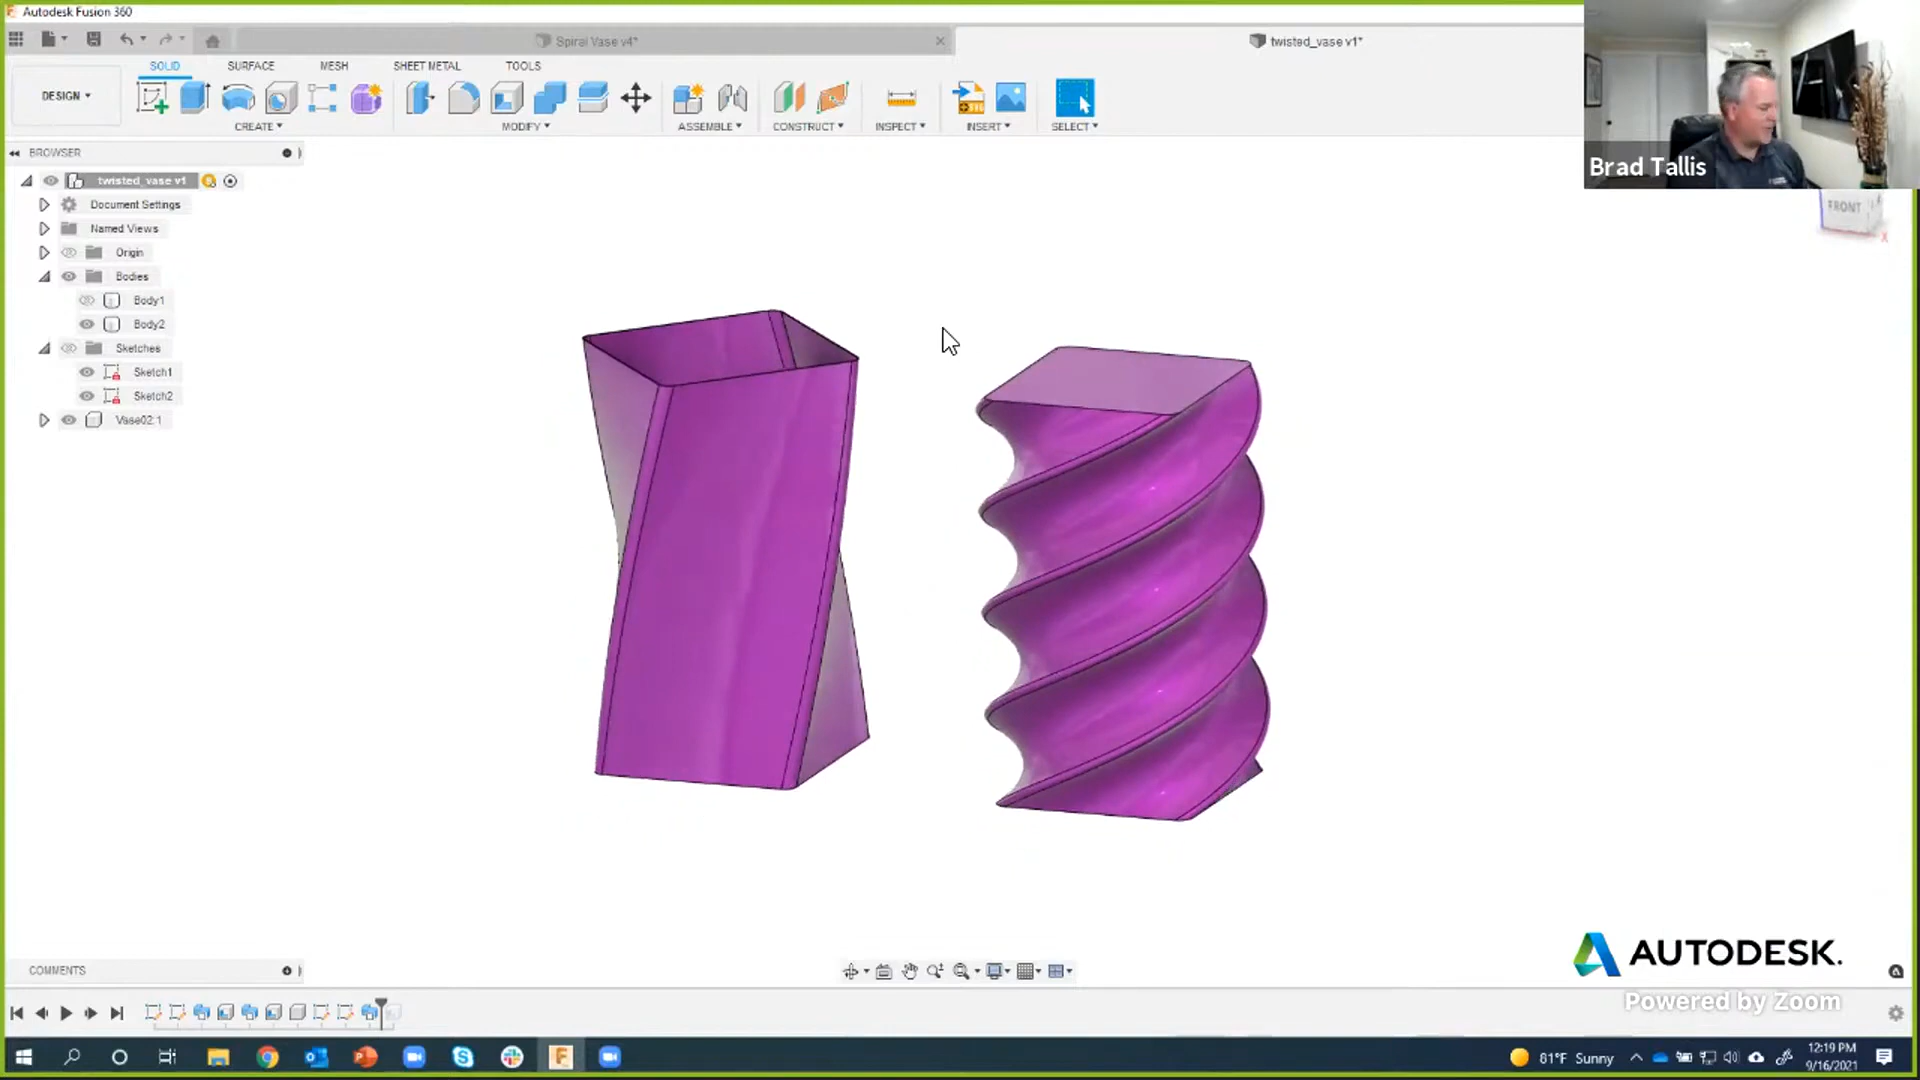 Autodesk Fusion 360
Spiral Vase v4*
twisted_vase v1*
SOLID
SURFACE
MESH
SHEET METAL
TOOLS
DESIGN
CREATE
MODIFY
ASSEMBLE
CONSTRUCT
INSPECT
INSERT
SELECT
Brad Tallis
FRONT
X
BROWSER
twisted_vase v1
Document Settings
Named Views
Origin
Bodies
Body1
Body2
Sketches
Sketch1
Sketch2
Vase02:1
COMMENTS
AUTODESK.
Powered by Zoom
81°F Sunny
12:19 PM
9/16/2021